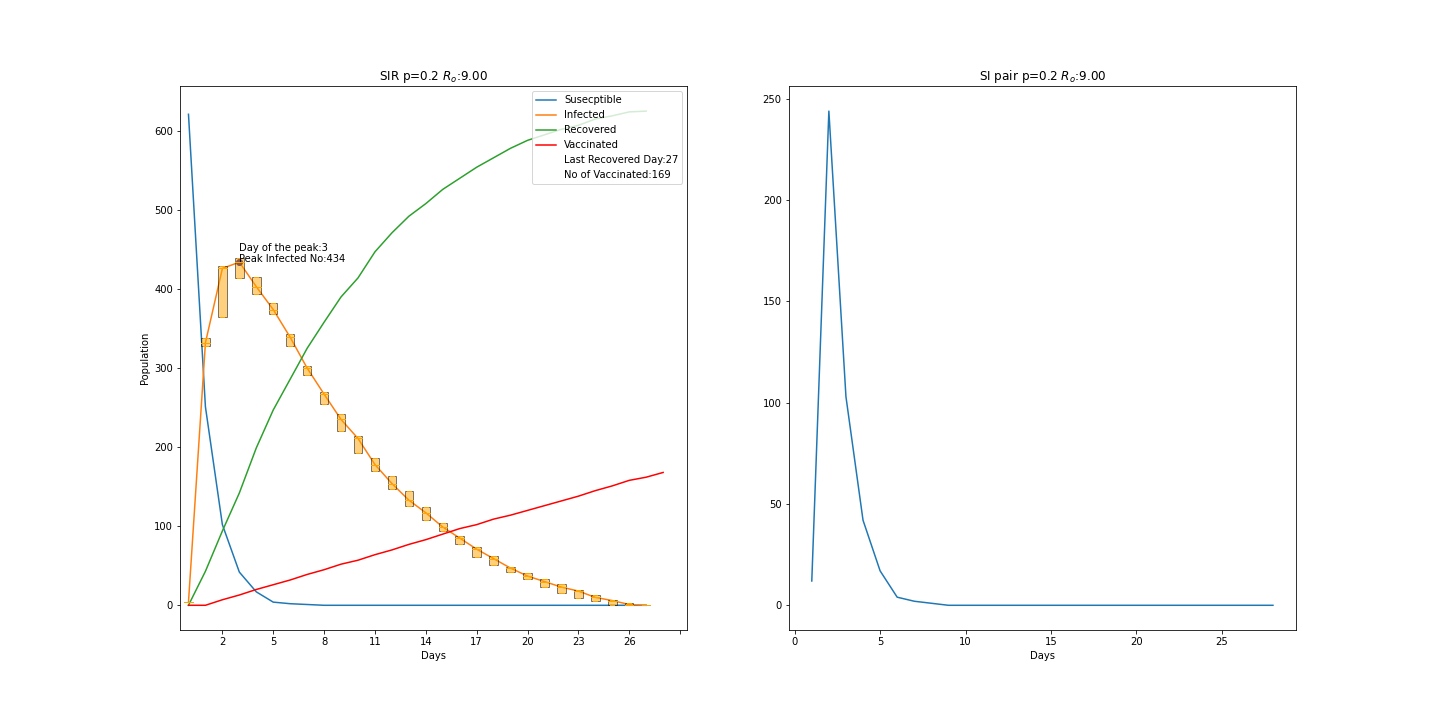 SIR p=0.2 Ro:9.00
Susecptible
Infected
Recovered
Vaccinated
Last Recovered Day:27
No of Vaccinated:169
Day of the peak:3
Peak Infected No:434
Population
600
500
400
300
200
100
0
2 5 8 11 14 17 20 23 26
Days
SI pair p=0.2 Ro:9.00
250
200
150
100
50
0
0 5 10 15 20 25
Days